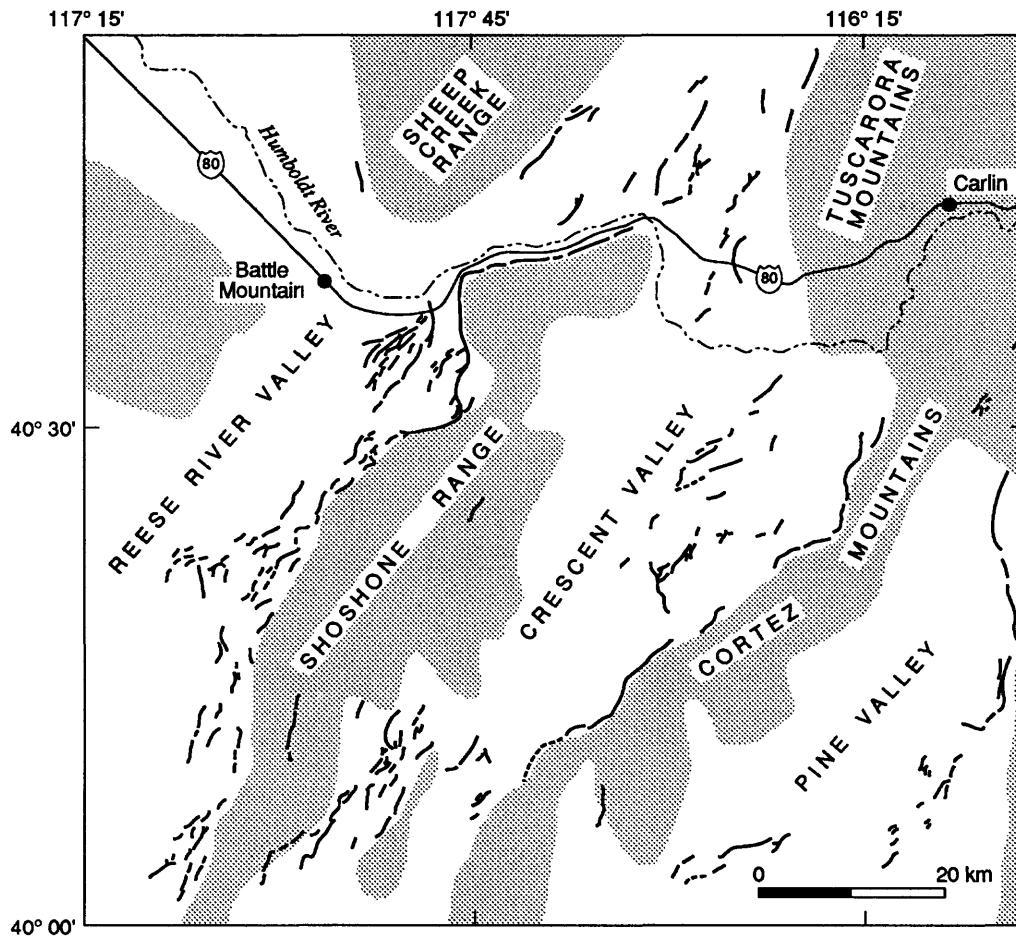 117° 15'
117° 45'
116° 15'
SHEEP
CREEK
RANGE
TUSCARORA
MOUNTAINS
80
Humboldt River
Carlin
Battle
Mountain
80
REESE RIVER VALLEY
40° 30'
SHOSHONE RANGE
CRESCENT VALLEY
CORTEZ MOUNTAINS
PINE VALLEY
0 20 km
40° 00'